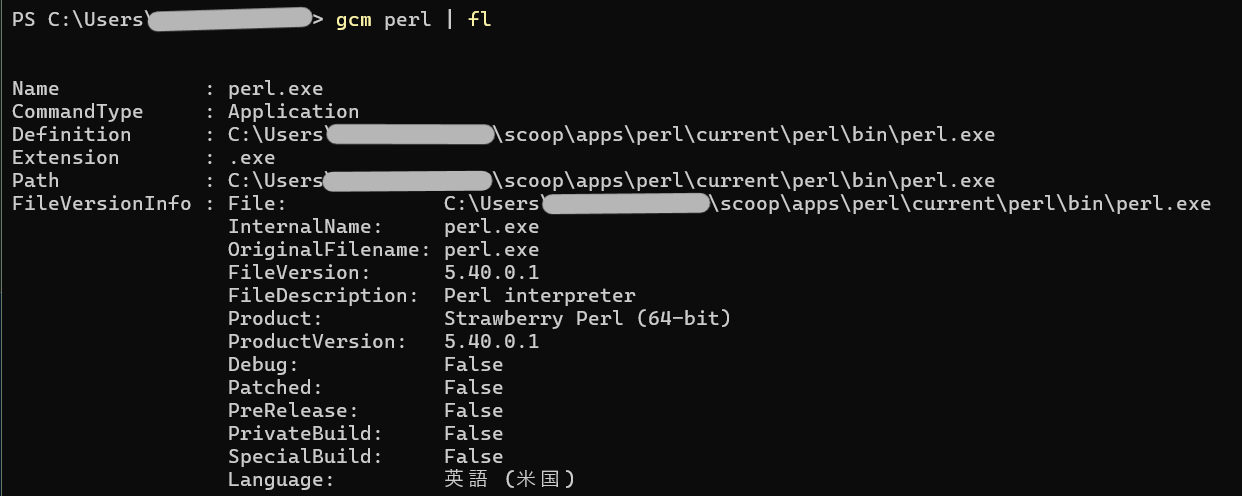 PS C:\Users\> gcm perl | fl
Name : perl.exe
CommandType : Application
Definition : C:\Users\scoop\apps\perl\current\perl\bin\perl.exe
Extension : .exe
Path : C:\Users\scoop\apps\perl\current\perl\bin\perl.exe
FileVersionInfo : File: C:\Users\scoop\apps\perl\current\perl\bin\perl.exe
InternalName: perl.exe
OriginalFilename: perl.exe
FileVersion: 5.40.0.1
FileDescription: Perl interpreter
Product: Strawberry Perl (64-bit)
ProductVersion: 5.40.0.1
Debug: False
Patched: False
PreRelease: False
PrivateBuild: False
SpecialBuild: False
Language: 英語 (米国)